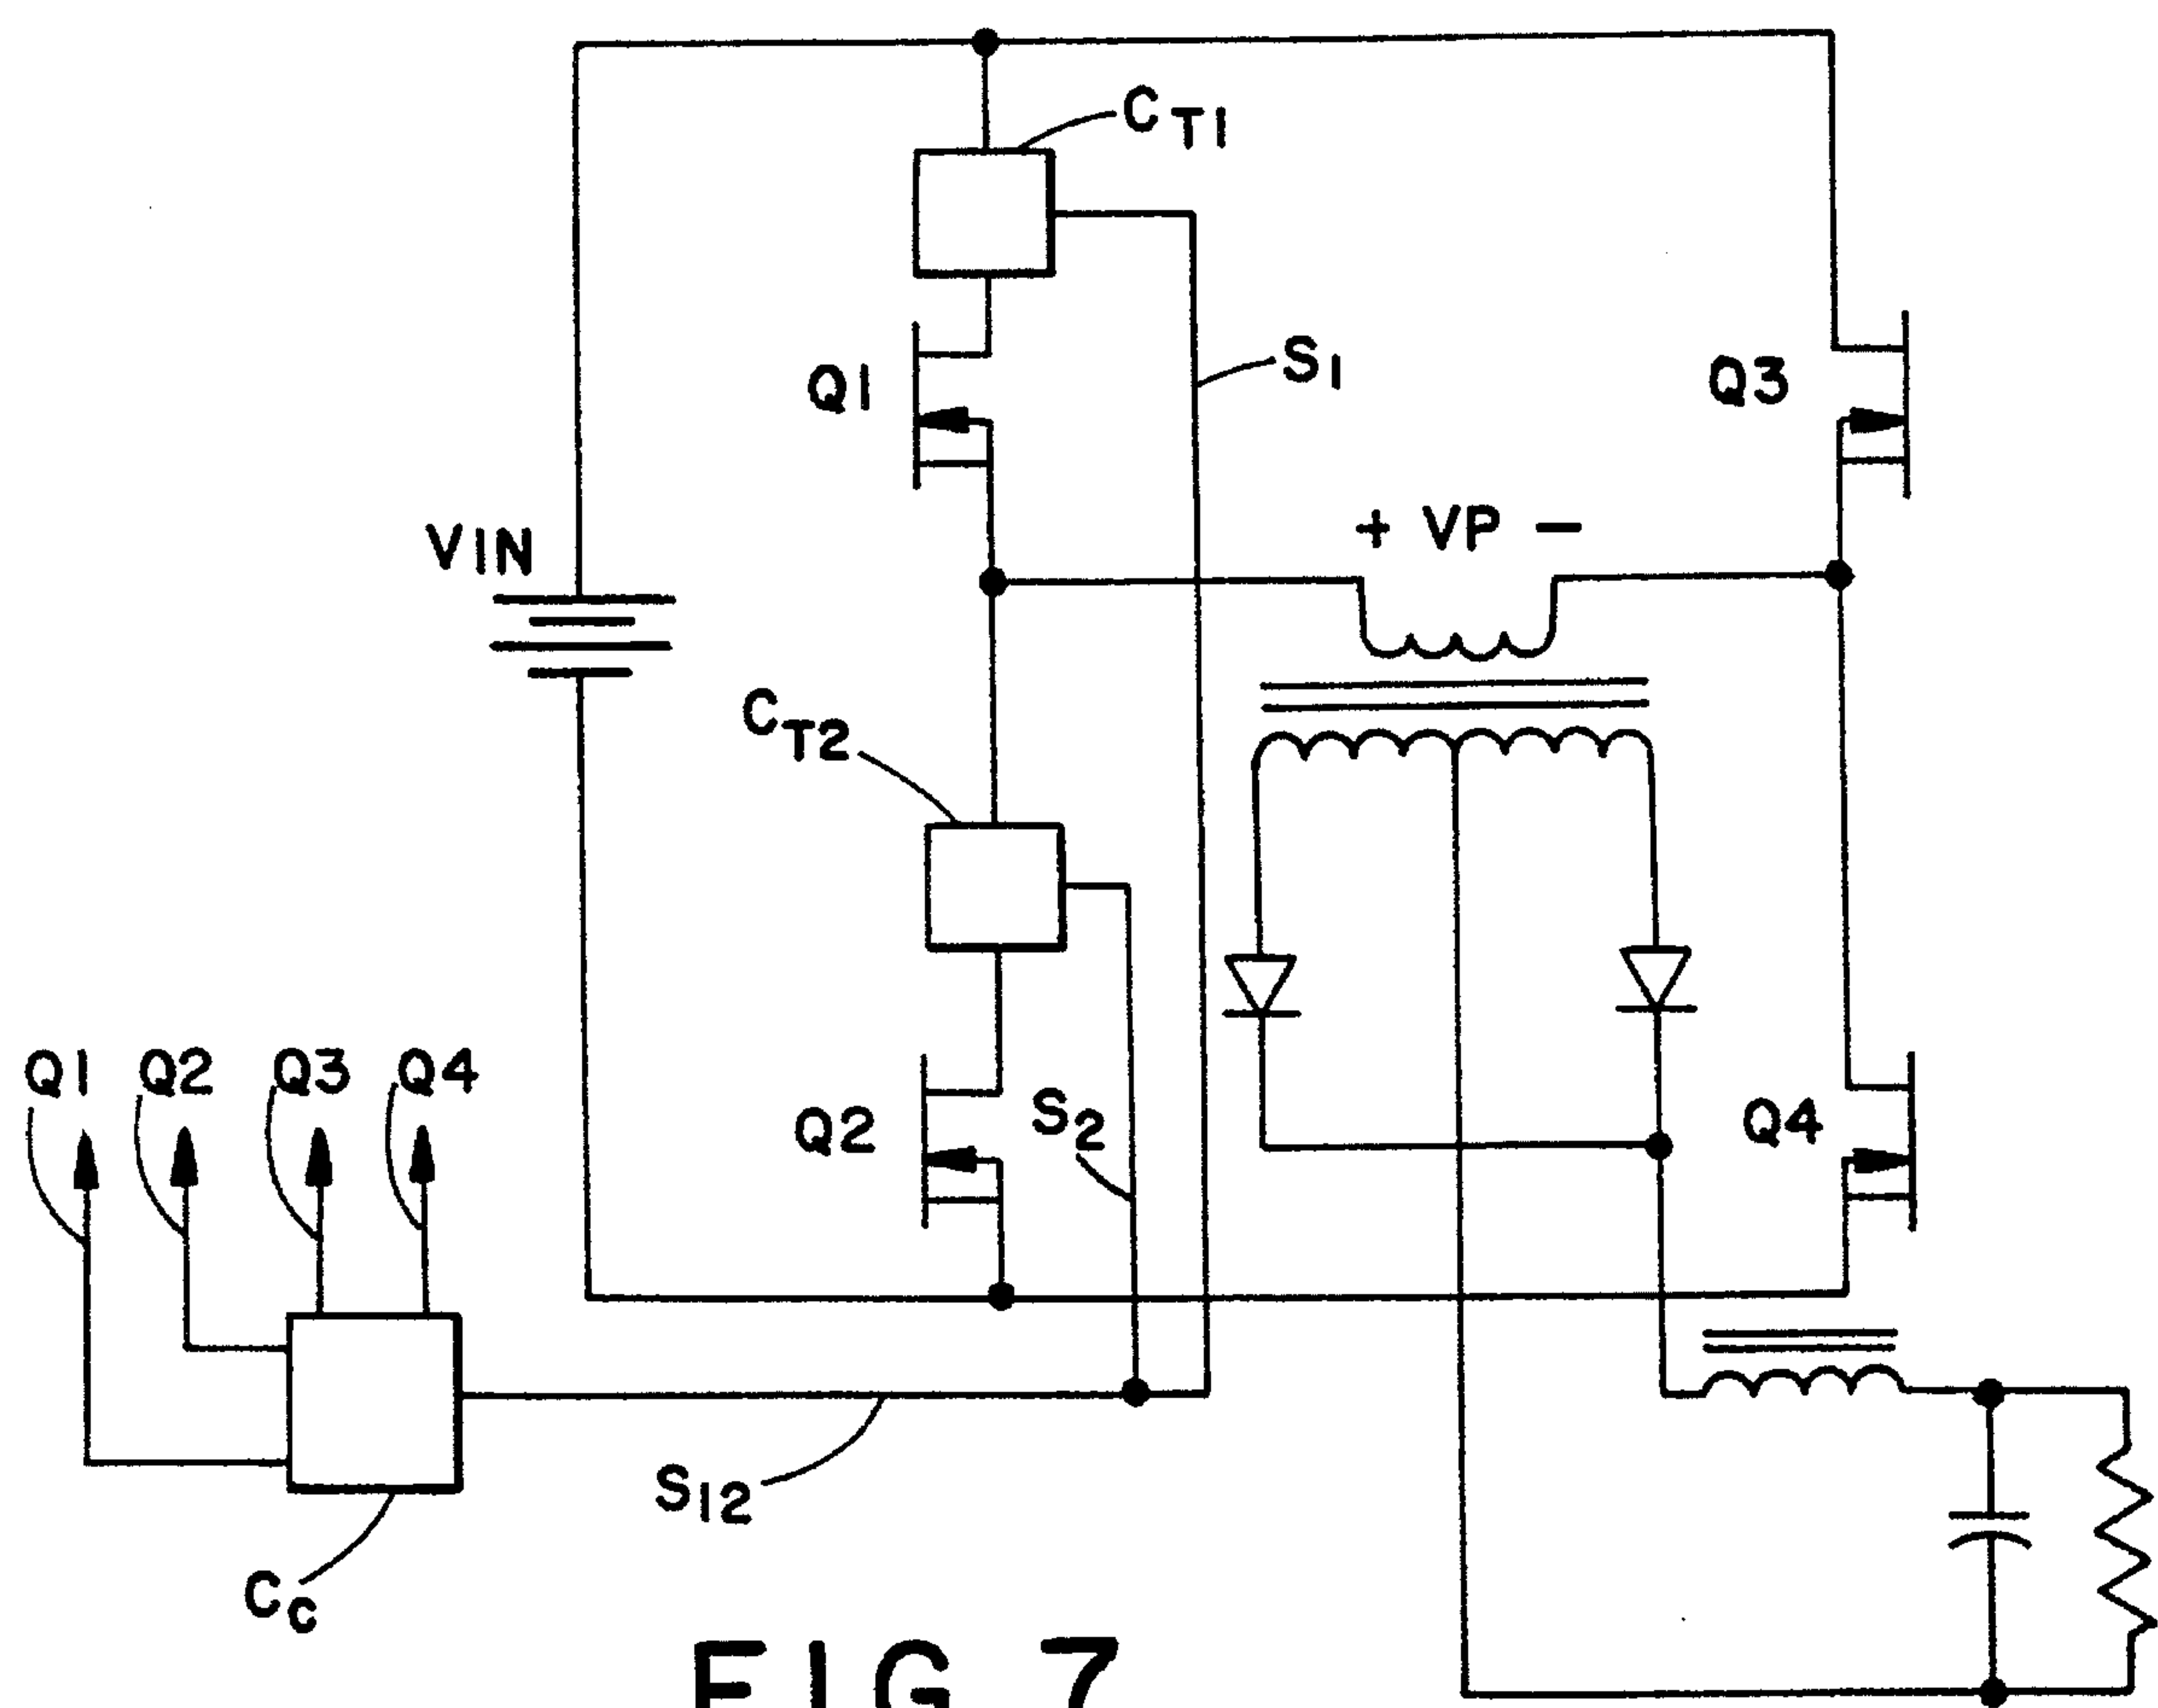 CT1
S1
Q1
Q3
VIN
+ VP −
CT2
Q1 Q2 Q3 Q4
Q2
S2
Q4
S12
CC
FIG 7